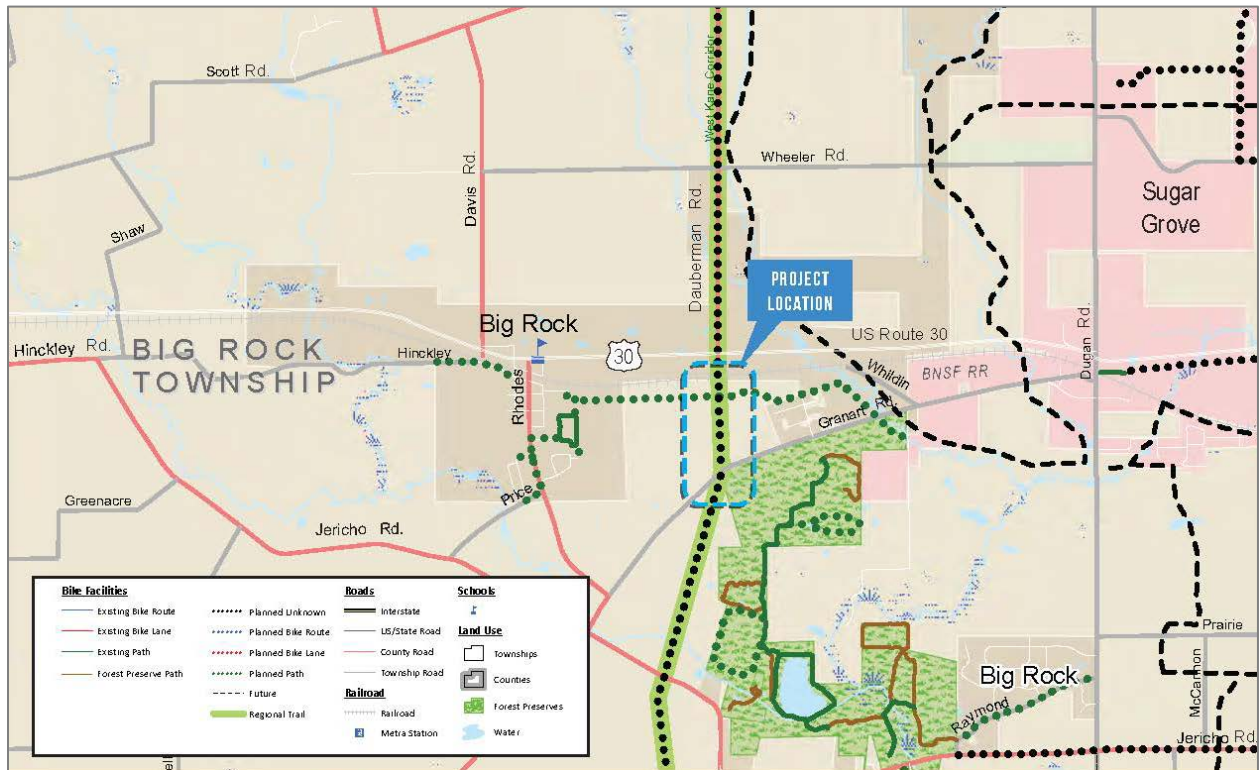 Scott Rd.
West Kane Corridor
Wheeler Rd.
Davis Rd.
Dauberman Rd.
Shaw
Sugar
Grove
PROJECT
LOCATION
Big Rock
30
US Route 30
Hinckley Rd.
BIG ROCK
TOWNSHIP
Hinckley
Rhodes
Whildin
BNSF RR
Dugan Rd.
Granart Rd.
Price
Greenacre
Jericho Rd.
Prairie
McCannon
Big Rock
Raymond
Jericho Rd.
Bike Facilities
Existing Bike Route
Existing Bike Lane
Existing Path
Forest Preserve Path
Planned Unknown
Planned Bike Route
Planned Bike Lane
Planned Path
Future
Regional Trail
Roads
Interstate
US/State Road
County Road
Township Road
Railroad
Railroad
Metra Station
Schools
Land Use
Townships
Counties
Forest Preserves
Water